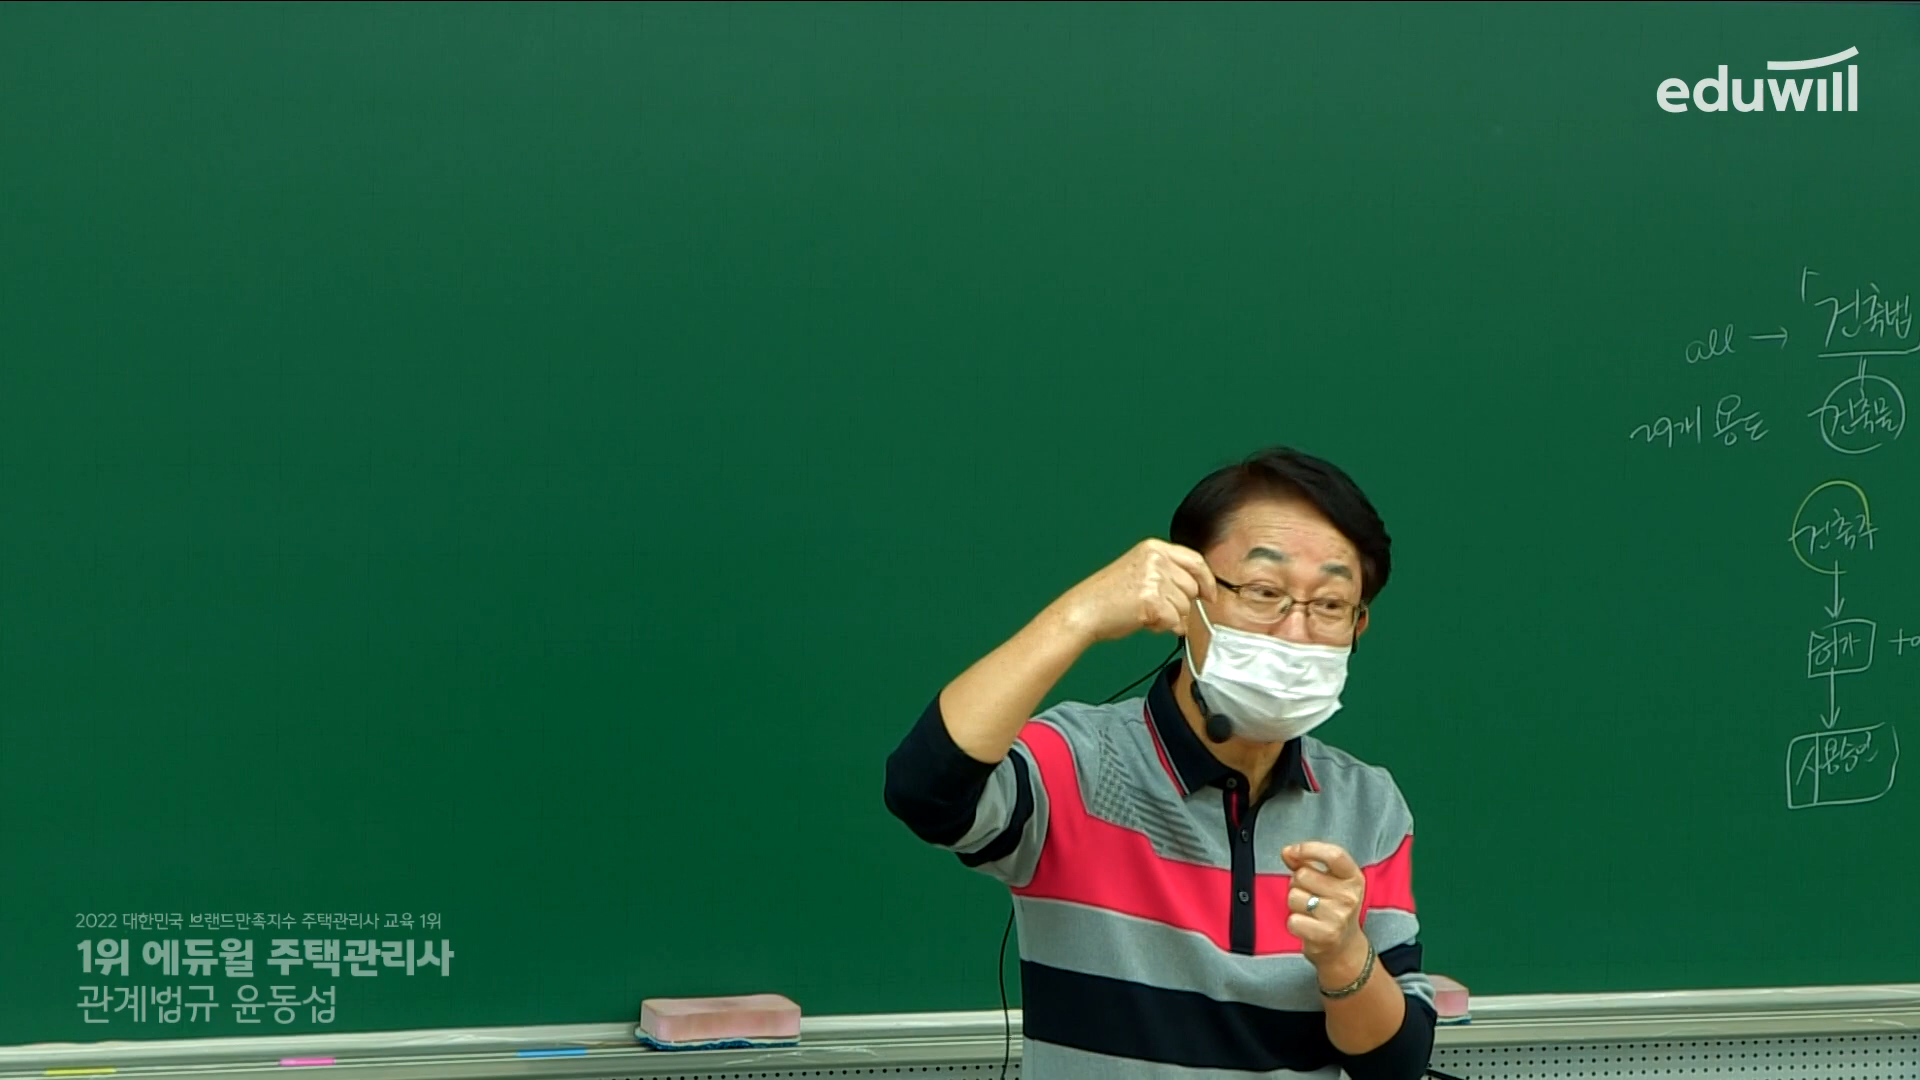 eduwill
「건축법
all →
29개 용도 건축물
건축주
허가
사용승인
2022 대한민국 브랜드만족지수 주택관리사 교육 1위
1위 에듀윌 주택관리사
관계법규 윤동섭